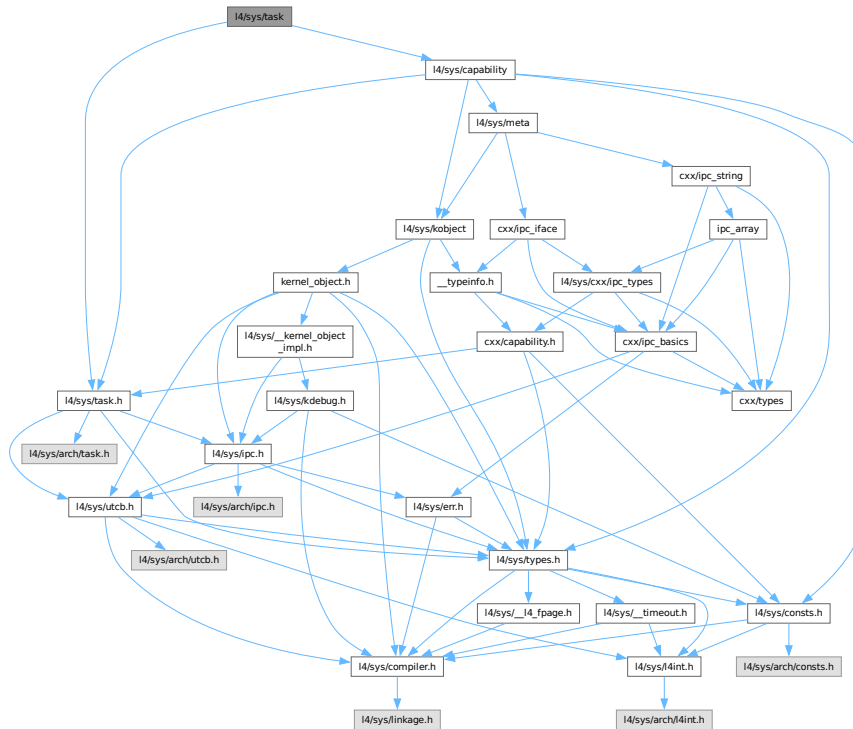 l4/sys/task
l4/sys/capability
l4/sys/meta
cxx/ipc_string
l4/sys/kobject
cxx/ipc_iface
ipc_array
kernel_object.h
__typeinfo.h
l4/sys/cxx/ipc_types
l4/sys/__kernel_object
_impl.h
cxx/capability.h
cxx/ipc_basics
l4/sys/task.h
l4/sys/kdebug.h
cxx/types
l4/sys/arch/task.h
l4/sys/ipc.h
l4/sys/utcb.h
l4/sys/arch/ipc.h
l4/sys/err.h
l4/sys/arch/utcb.h
l4/sys/types.h
l4/sys/__l4_fpage.h
l4/sys/__timeout.h
l4/sys/consts.h
l4/sys/compiler.h
l4/sys/l4int.h
l4/sys/arch/consts.h
l4/sys/linkage.h
l4/sys/arch/l4int.h